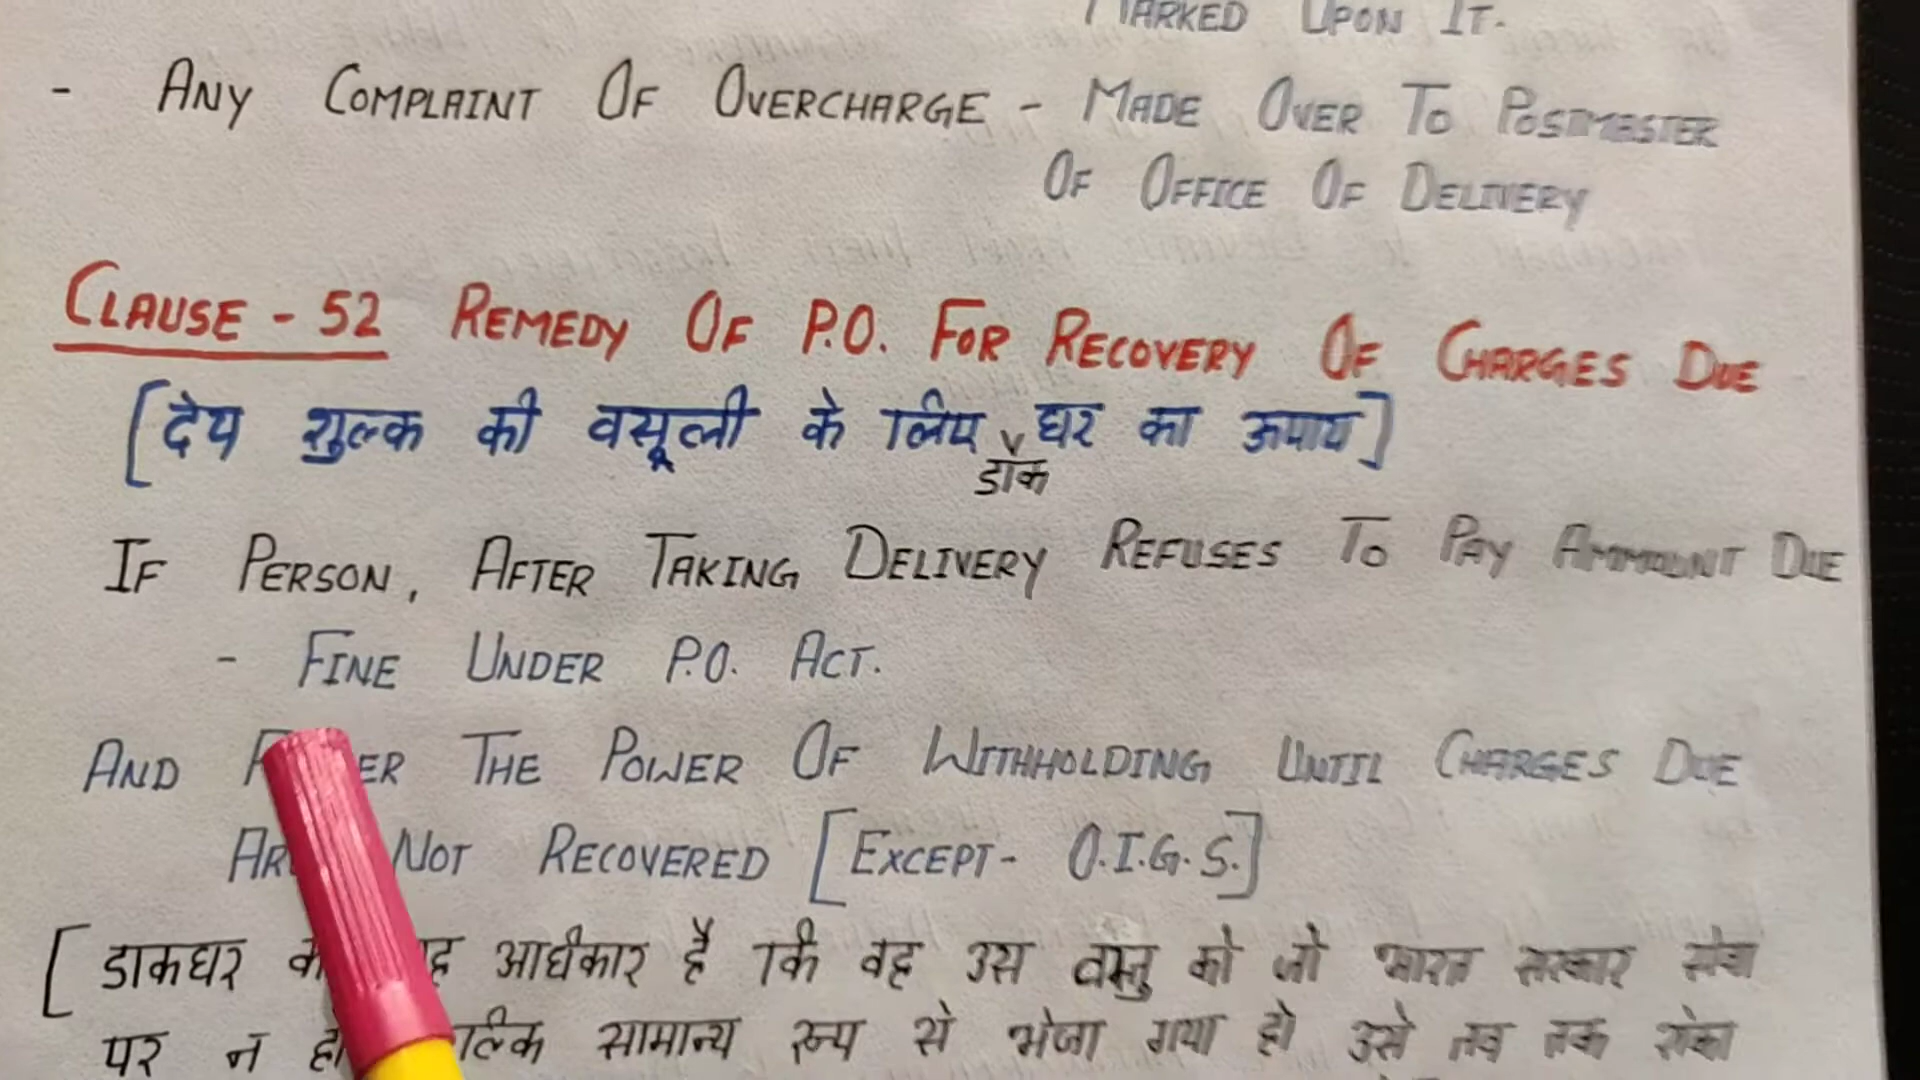 MARKED UPON IT.
- ANY COMPLAINT OF OVERCHARGE - MADE OVER TO POSTMASTER
OF OFFICE OF DELIVERY
CLAUSE - 52 REMEDY OF P.O. FOR RECOVERY OF CHARGES DUE
[देय शुल्क की वसूली के लिए घर का ऊपाय]
डाक
IF PERSON, AFTER TAKING DELIVERY REFUSES TO PAY AMMOUNT DUE
- FINE UNDER P.O. ACT.
AND THE POWER OF WITHHOLDING UNTIL CHARGES DUE
NOT RECOVERED [EXCEPT- O.I.G.S.]
[डाकघर आधिकार है कि वह उस वस्तु को जो भारत सरकार सेवा
पर न सामान्य रूप से भेजा गया हो उसे तब तक रोका